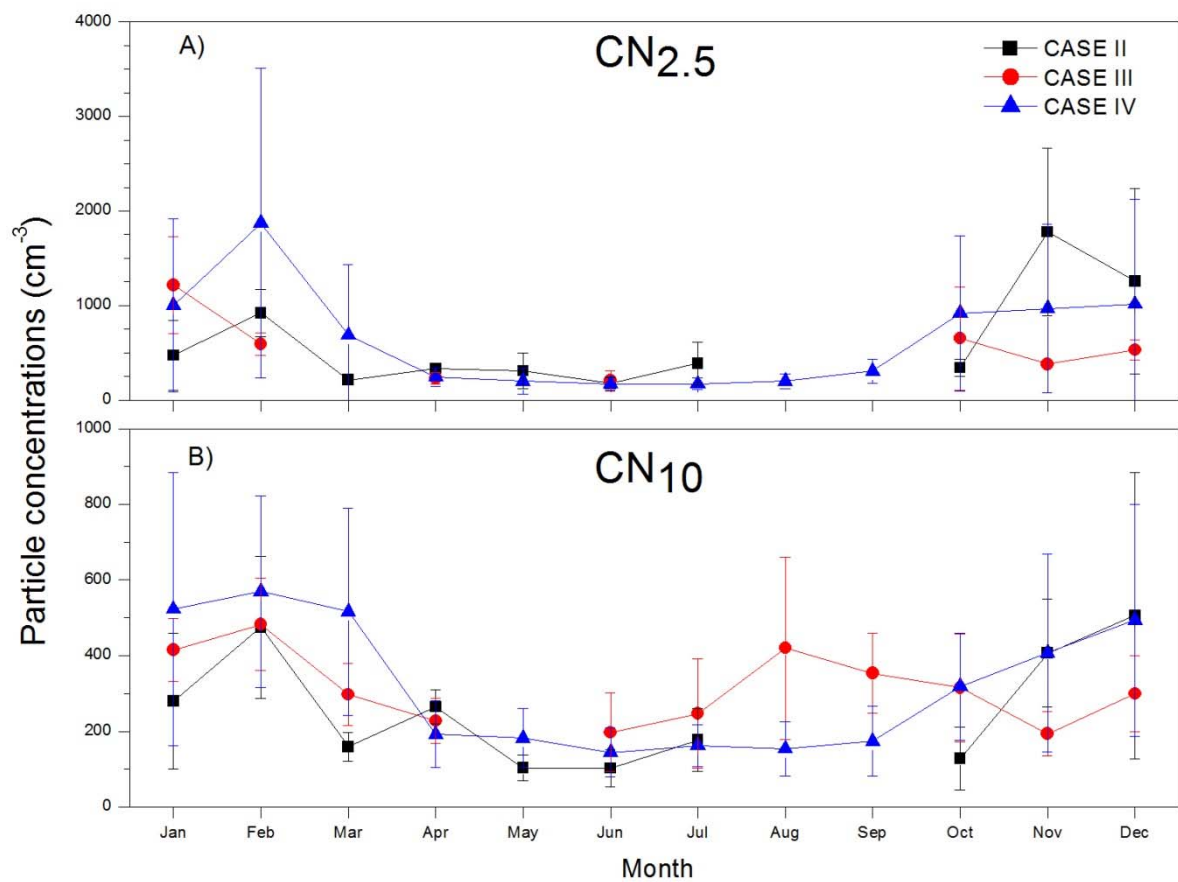 A)
CN2.5
CASE II
CASE III
CASE IV
4000
3000
2000
1000
0
Particle concentrations (cm-3)
B)
CN10
1000
800
600
400
200
0
Jan Feb Mar Apr May Jun Jul Aug Sep Oct Nov Dec
Month